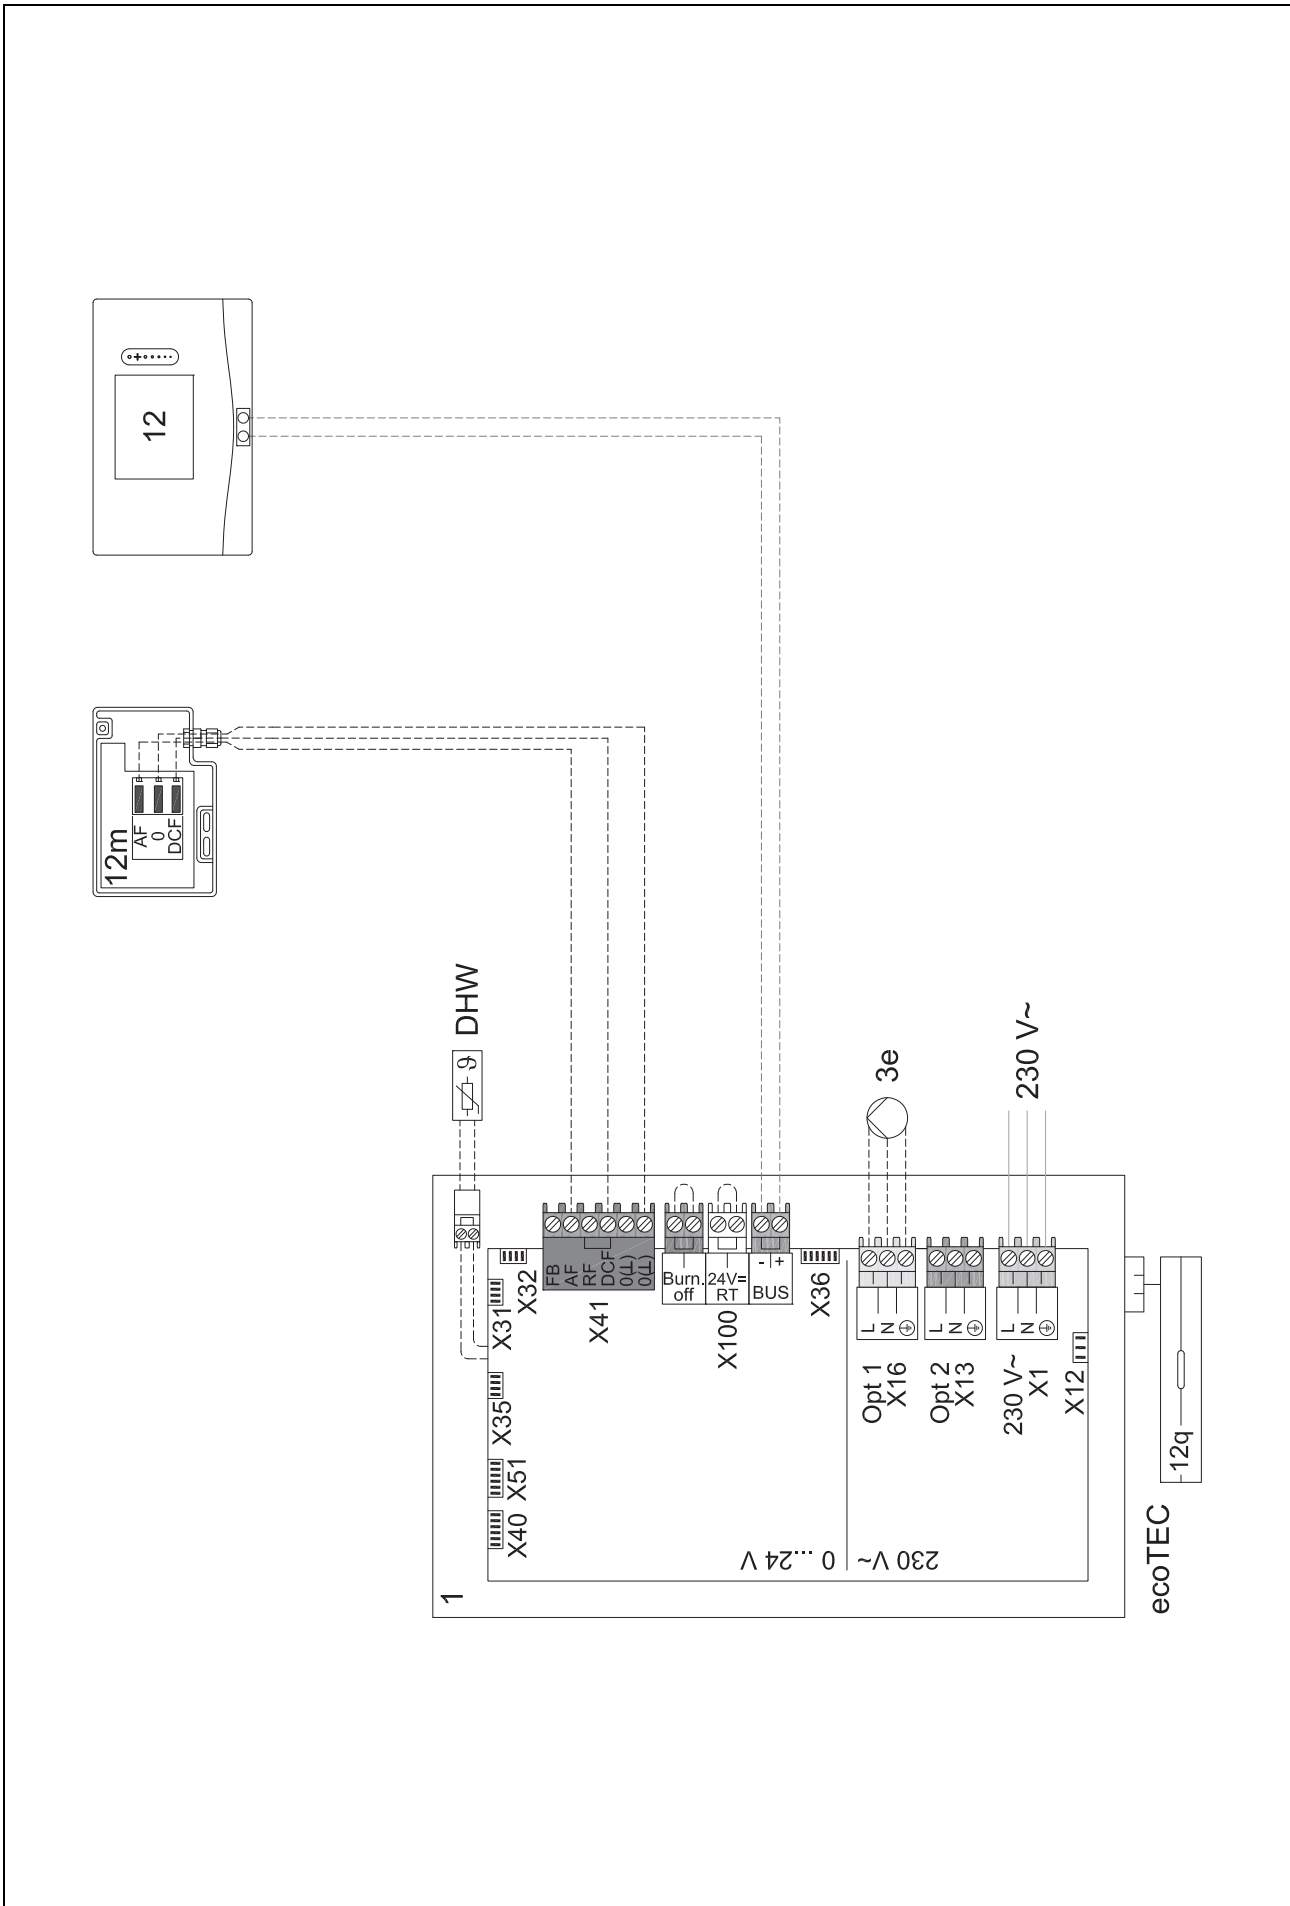 12
12m
AF
0
DCF
DHW
ϑ
3e
230 V~
1
X40
X51
X35
X31
X32
FB
AF
RF
DCF
0(⊥)
0(⊥)
X41
Burn.
off
24V=
RT
X100
- +
BUS
X36
L
N
Opt 1
X16
L
N
Opt 2
X13
L
N
230 V~
X1
X12
230 V~ | 0 ...24 V
12q
ecoTEC